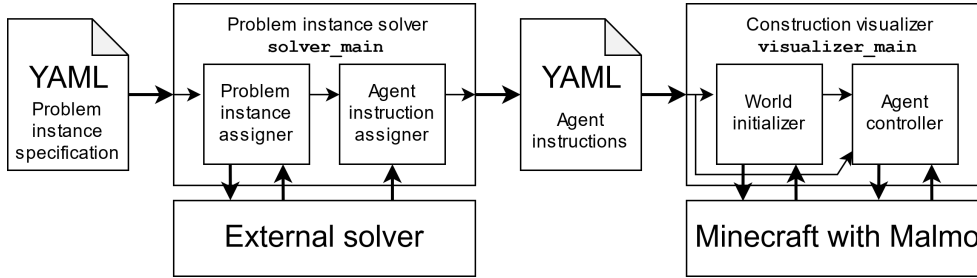 YAML
Problem
instance
specification
Problem instance solver
solver_main
Problem
instance
assigner
Agent
instruction
assigner
External solver
YAML
Agent
instructions
Construction visualizer
visualizer_main
World
initializer
Agent
controller
Minecraft with Malmo